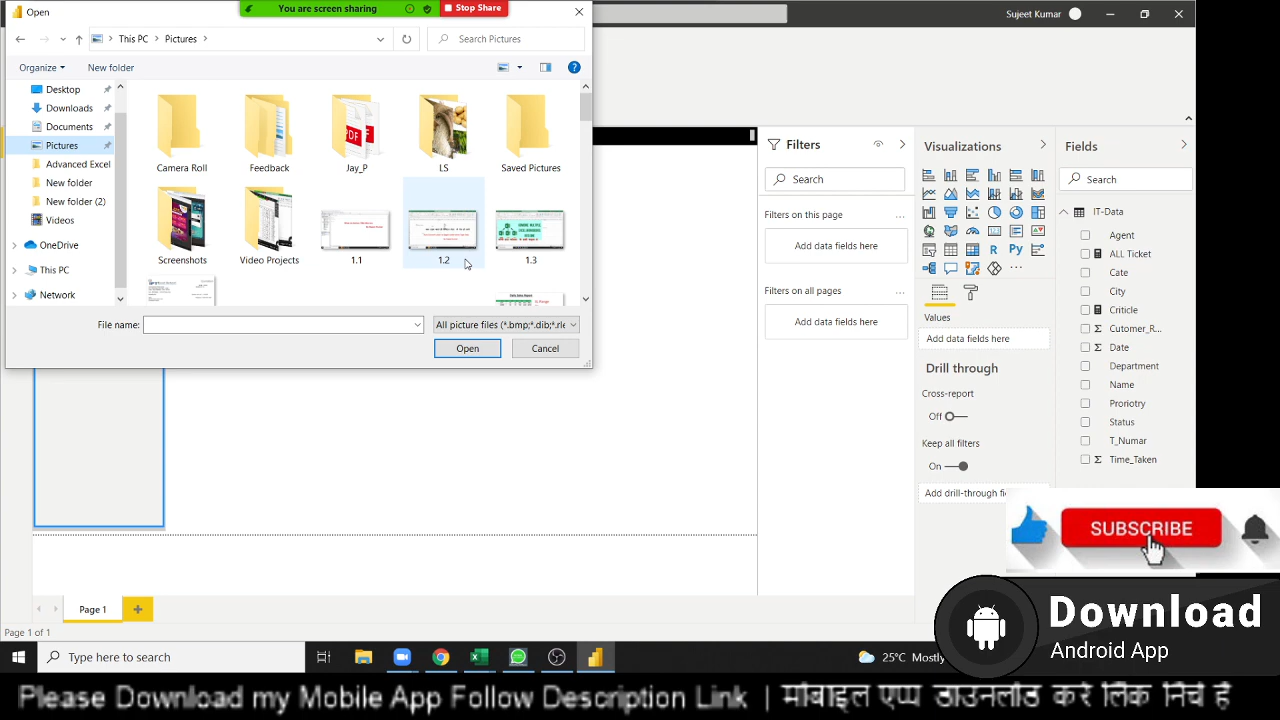 Open
You are screen sharing
Stop Share
Sujeet Kumar
This PC
Pictures
Search Pictures
Organize
New folder
Desktop
Downloads
Documents
Pictures
Advanced Excel
New folder
New folder (2)
Videos
OneDrive
This PC
Network
Camera Roll
Feedback
Jay_P
LS
Saved Pictures
PDF
Screenshots
Video Projects
1.1
1.2
1.3
File name:
All picture files (*.bmp;*.dib;*.rle
Open
Cancel
Filters
Search
Filters on this page
Add data fields here
Filters on all pages
Add data fields here
Visualizations
R
Py
Values
Add data fields here
Drill through
Cross-report
Off
Keep all filters
On
Add drill-through fi
Fields
Search
IT-Data
Agent
ALL Ticket
Cate
City
Criticle
Cutomer_R...
Date
Department
Name
Proriotry
Status
T_Numar
Time_Taken
SUBSCRIBE
Download
Android App
Page 1
Page 1 of 1
Type here to search
25°C Mostly
Please Download my Mobile App Follow Description Link | मोबाइल एप्प डाउनलोड करे लिंक निचे है